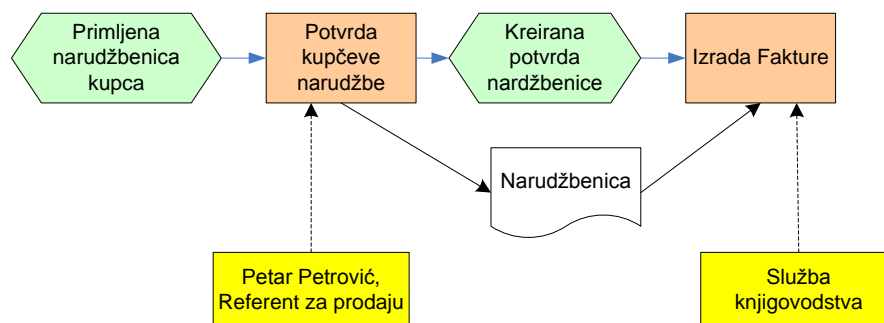 Primljena
narudžbenica
kupca
Potvrda
kupčeve
narudžbe
Kreirana
potvrda
nardžbenice
Izrada Fakture
Narudžbenica
Petar Petrović,
Referent za prodaju
Služba
knjigovodstva